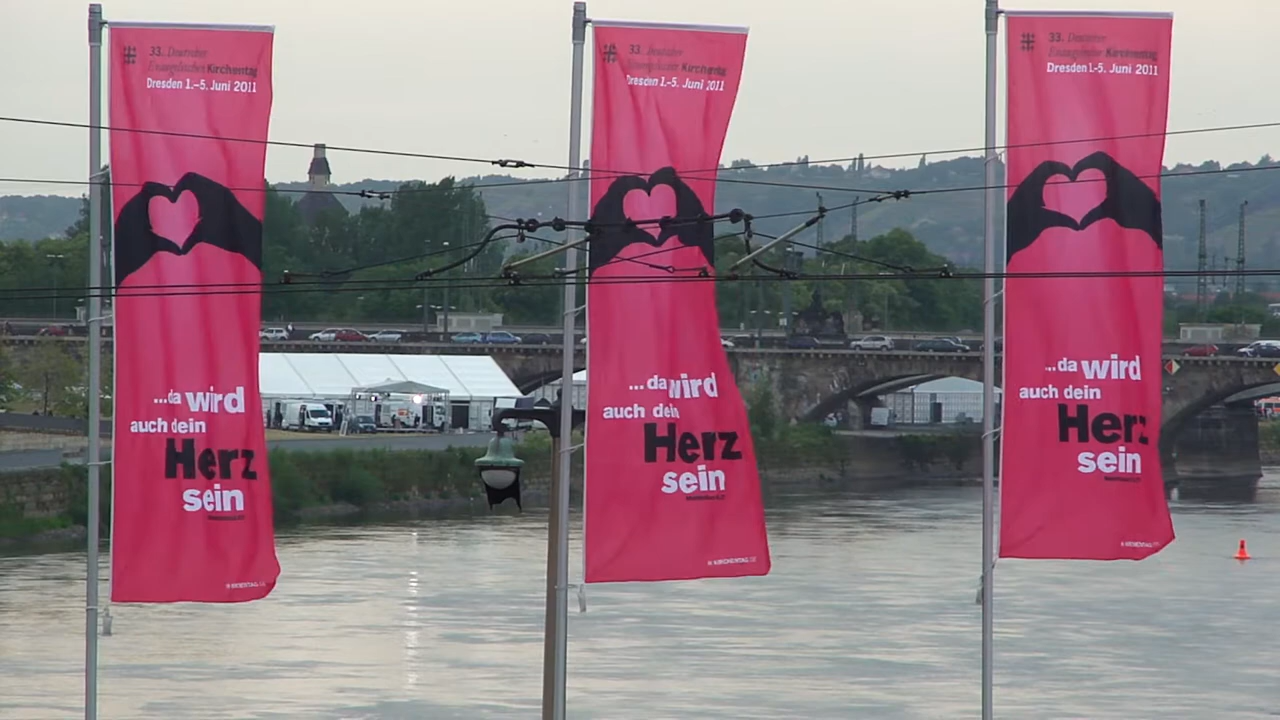 33. Deutscher
Evangelischer Kirchentag
Dresden 1.–5. Juni 2011
...da wird
auch dein
Herz
sein
33. Deutscher
Evangelischer Kirchentag
Dresden 1.–5. Juni 2011
...da wird
auch dein
Herz
sein
KIRCHENTAG.DE
33. Deutscher
Evangelischer Kirchentag
Dresden 1.–5. Juni 2011
...da wird
auch dein
Herz
sein